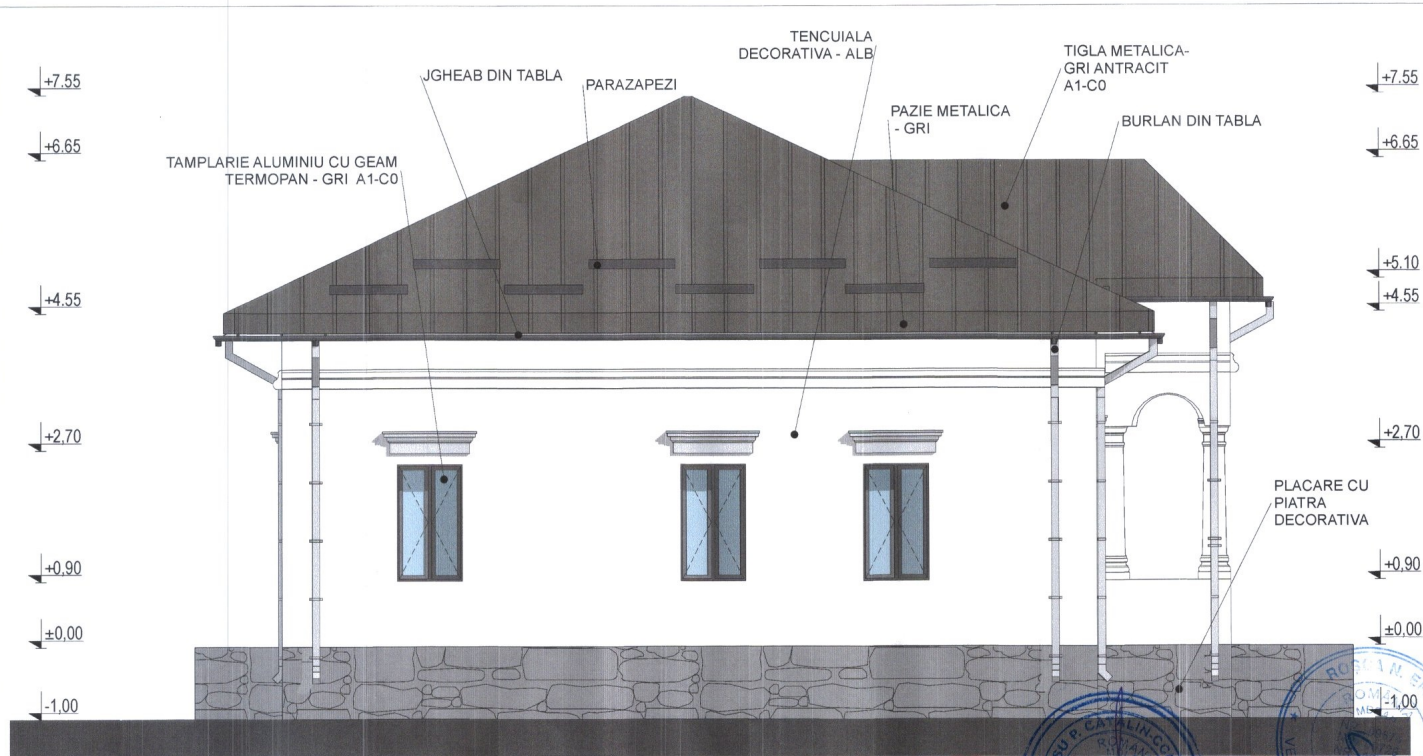 TENCUIALA
DECORATIVA - ALB
TIGLA METALICA-
GRI ANTRACIT
A1-C0
JGHEAB DIN TABLA
PARAZAPEZI
PAZIE METALICA
- GRI
BURLAN DIN TABLA
TAMPLARIE ALUMINIU CU GEAM
TERMOPAN - GRI A1-C0
+7.55
+6.65
+4.55
+2,70
+0,90
±0,00
-1,00
+7.55
+6.65
+5.10
+4.55
+2,70
+0,90
±0,00
-1,00
PLACARE CU
PIATRA
DECORATIVA
P. CATALIN
ROȘCA N.